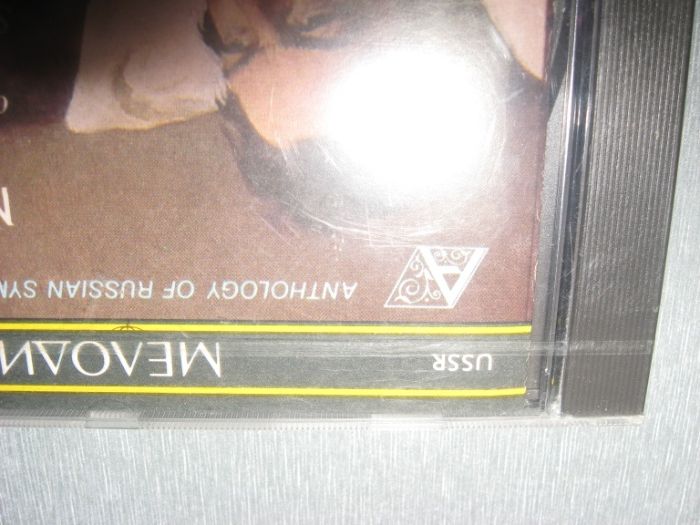 USSR МЕЛОДИ
A ANTHOLOGY OF RUSSIAN SYM